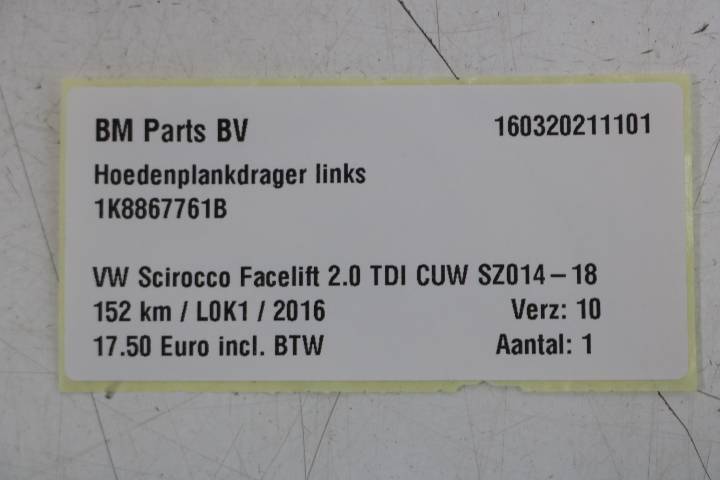 BM Parts BV 160320211101
Hoedenplankdrager links
1K8867761B
VW Scirocco Facelift 2.0 TDI CUW SZ014-18
152 km / L0K1 / 2016 Verz: 10
17.50 Euro incl. BTW Aantal: 1